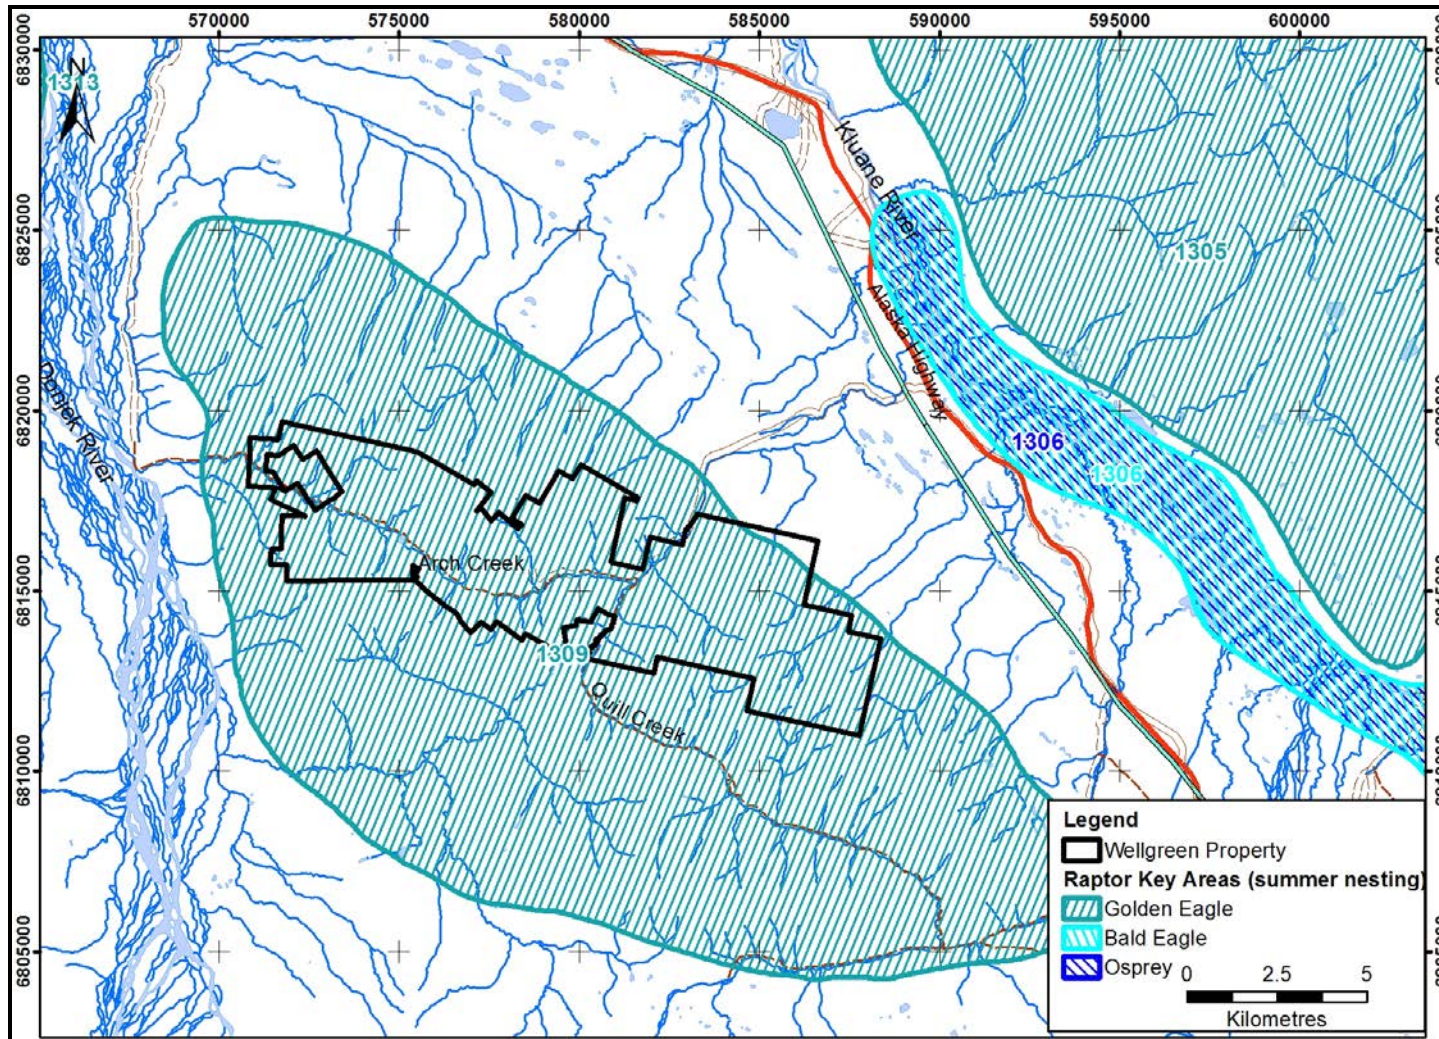 570000 575000 580000 585000 590000 595000 600000
6830000
N
1313
Kluane River
6825000
1305
Alaska Highway
6820000
Donjek River
1306
1306
Arch Creek
6815000
1309
Quill Creek
6810000
6805000
Legend
Wellgreen Property
Raptor Key Areas (summer nesting)
Golden Eagle
Bald Eagle
Osprey
0 2.5 5
Kilometres